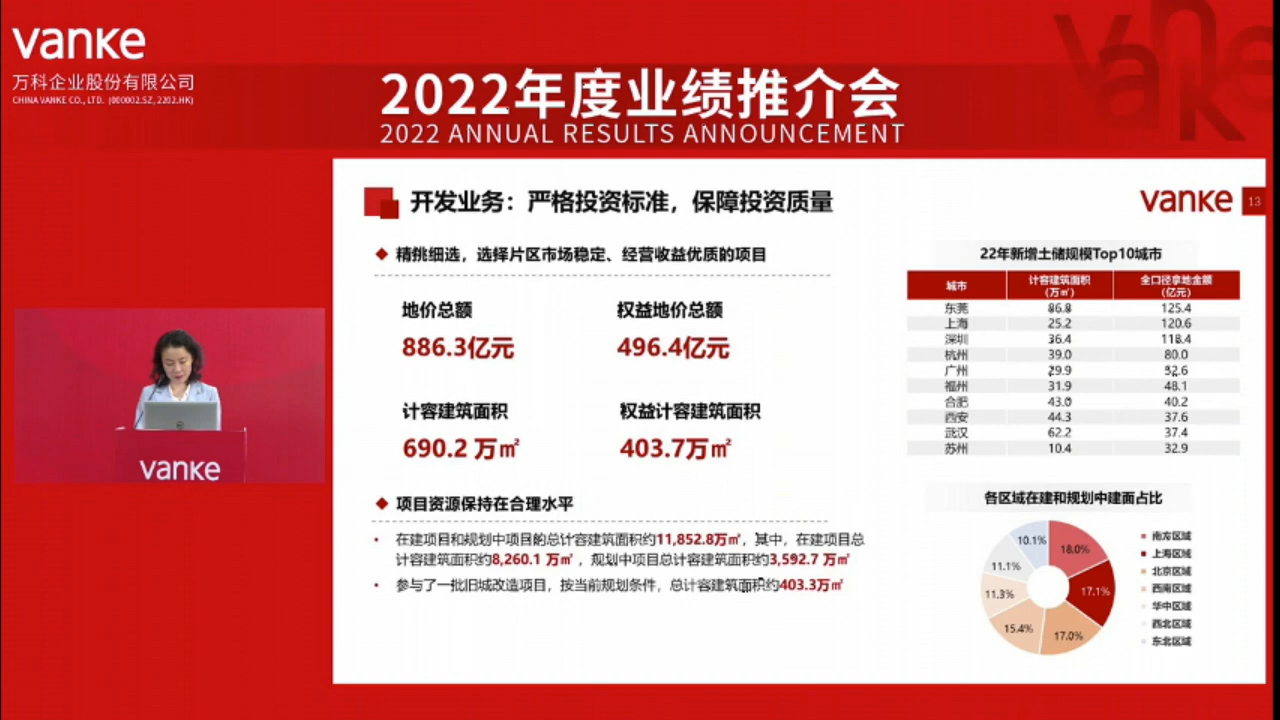 vanke
万科企业股份有限公司
CHINA VANKE CO., LTD. (000002.SZ, 2202.HK)
vanke
2022年度业绩推介会
2022 ANNUAL RESULTS ANNOUNCEMENT
开发业务：严格投资标准，保障投资质量
vanke 13
精挑细选，选择片区市场稳定、经营收益优质的项目
地价总额 权益地价总额
886.3亿元 496.4亿元
计容建筑面积 权益计容建筑面积
690.2 万㎡ 403.7万㎡
项目资源保持在合理水平
• 在建项目和规划中项目的总计容建筑面积约11,852.8万㎡，其中，在建项目总
计容建筑面积约8,260.1 万㎡，规划中项目总计容建筑面积约3,592.7 万㎡
• 参与了一批旧城改造项目，按当前规划条件，总计容建筑面积约403.3万㎡
22年新增土储规模Top10城市
城市 计容建筑面积 全口径拿地金额
(万㎡) (亿元)
东莞 86.8 125.4
上海 25.2 120.6
深圳 36.4 118.4
杭州 39.0 80.0
广州 29.9 52.6
福州 31.9 48.1
合肥 43.0 40.2
西安 44.3 37.6
武汉 62.2 37.4
苏州 10.4 32.9
各区域在建和规划中建面占比
18.0%
17.1%
17.0%
15.4%
11.3%
11.1%
10.1%
南方区域
上海区域
北京区域
西南区域
华中区域
西北区域
东北区域
vanke